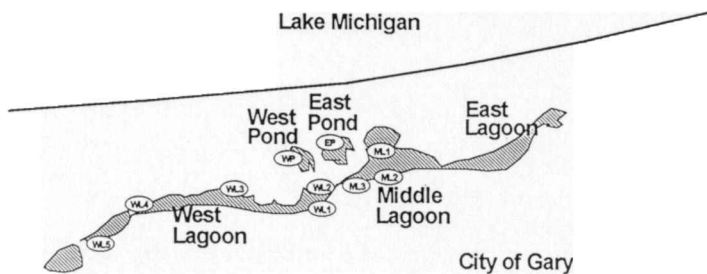 Lake Michigan
East
Pond
West
Pond
East
Lagoon
EP
WP
ML1
ML2
ML3
Middle
Lagoon
WL2
WL3
WL4
WL1
West
Lagoon
WL5
City of Gary